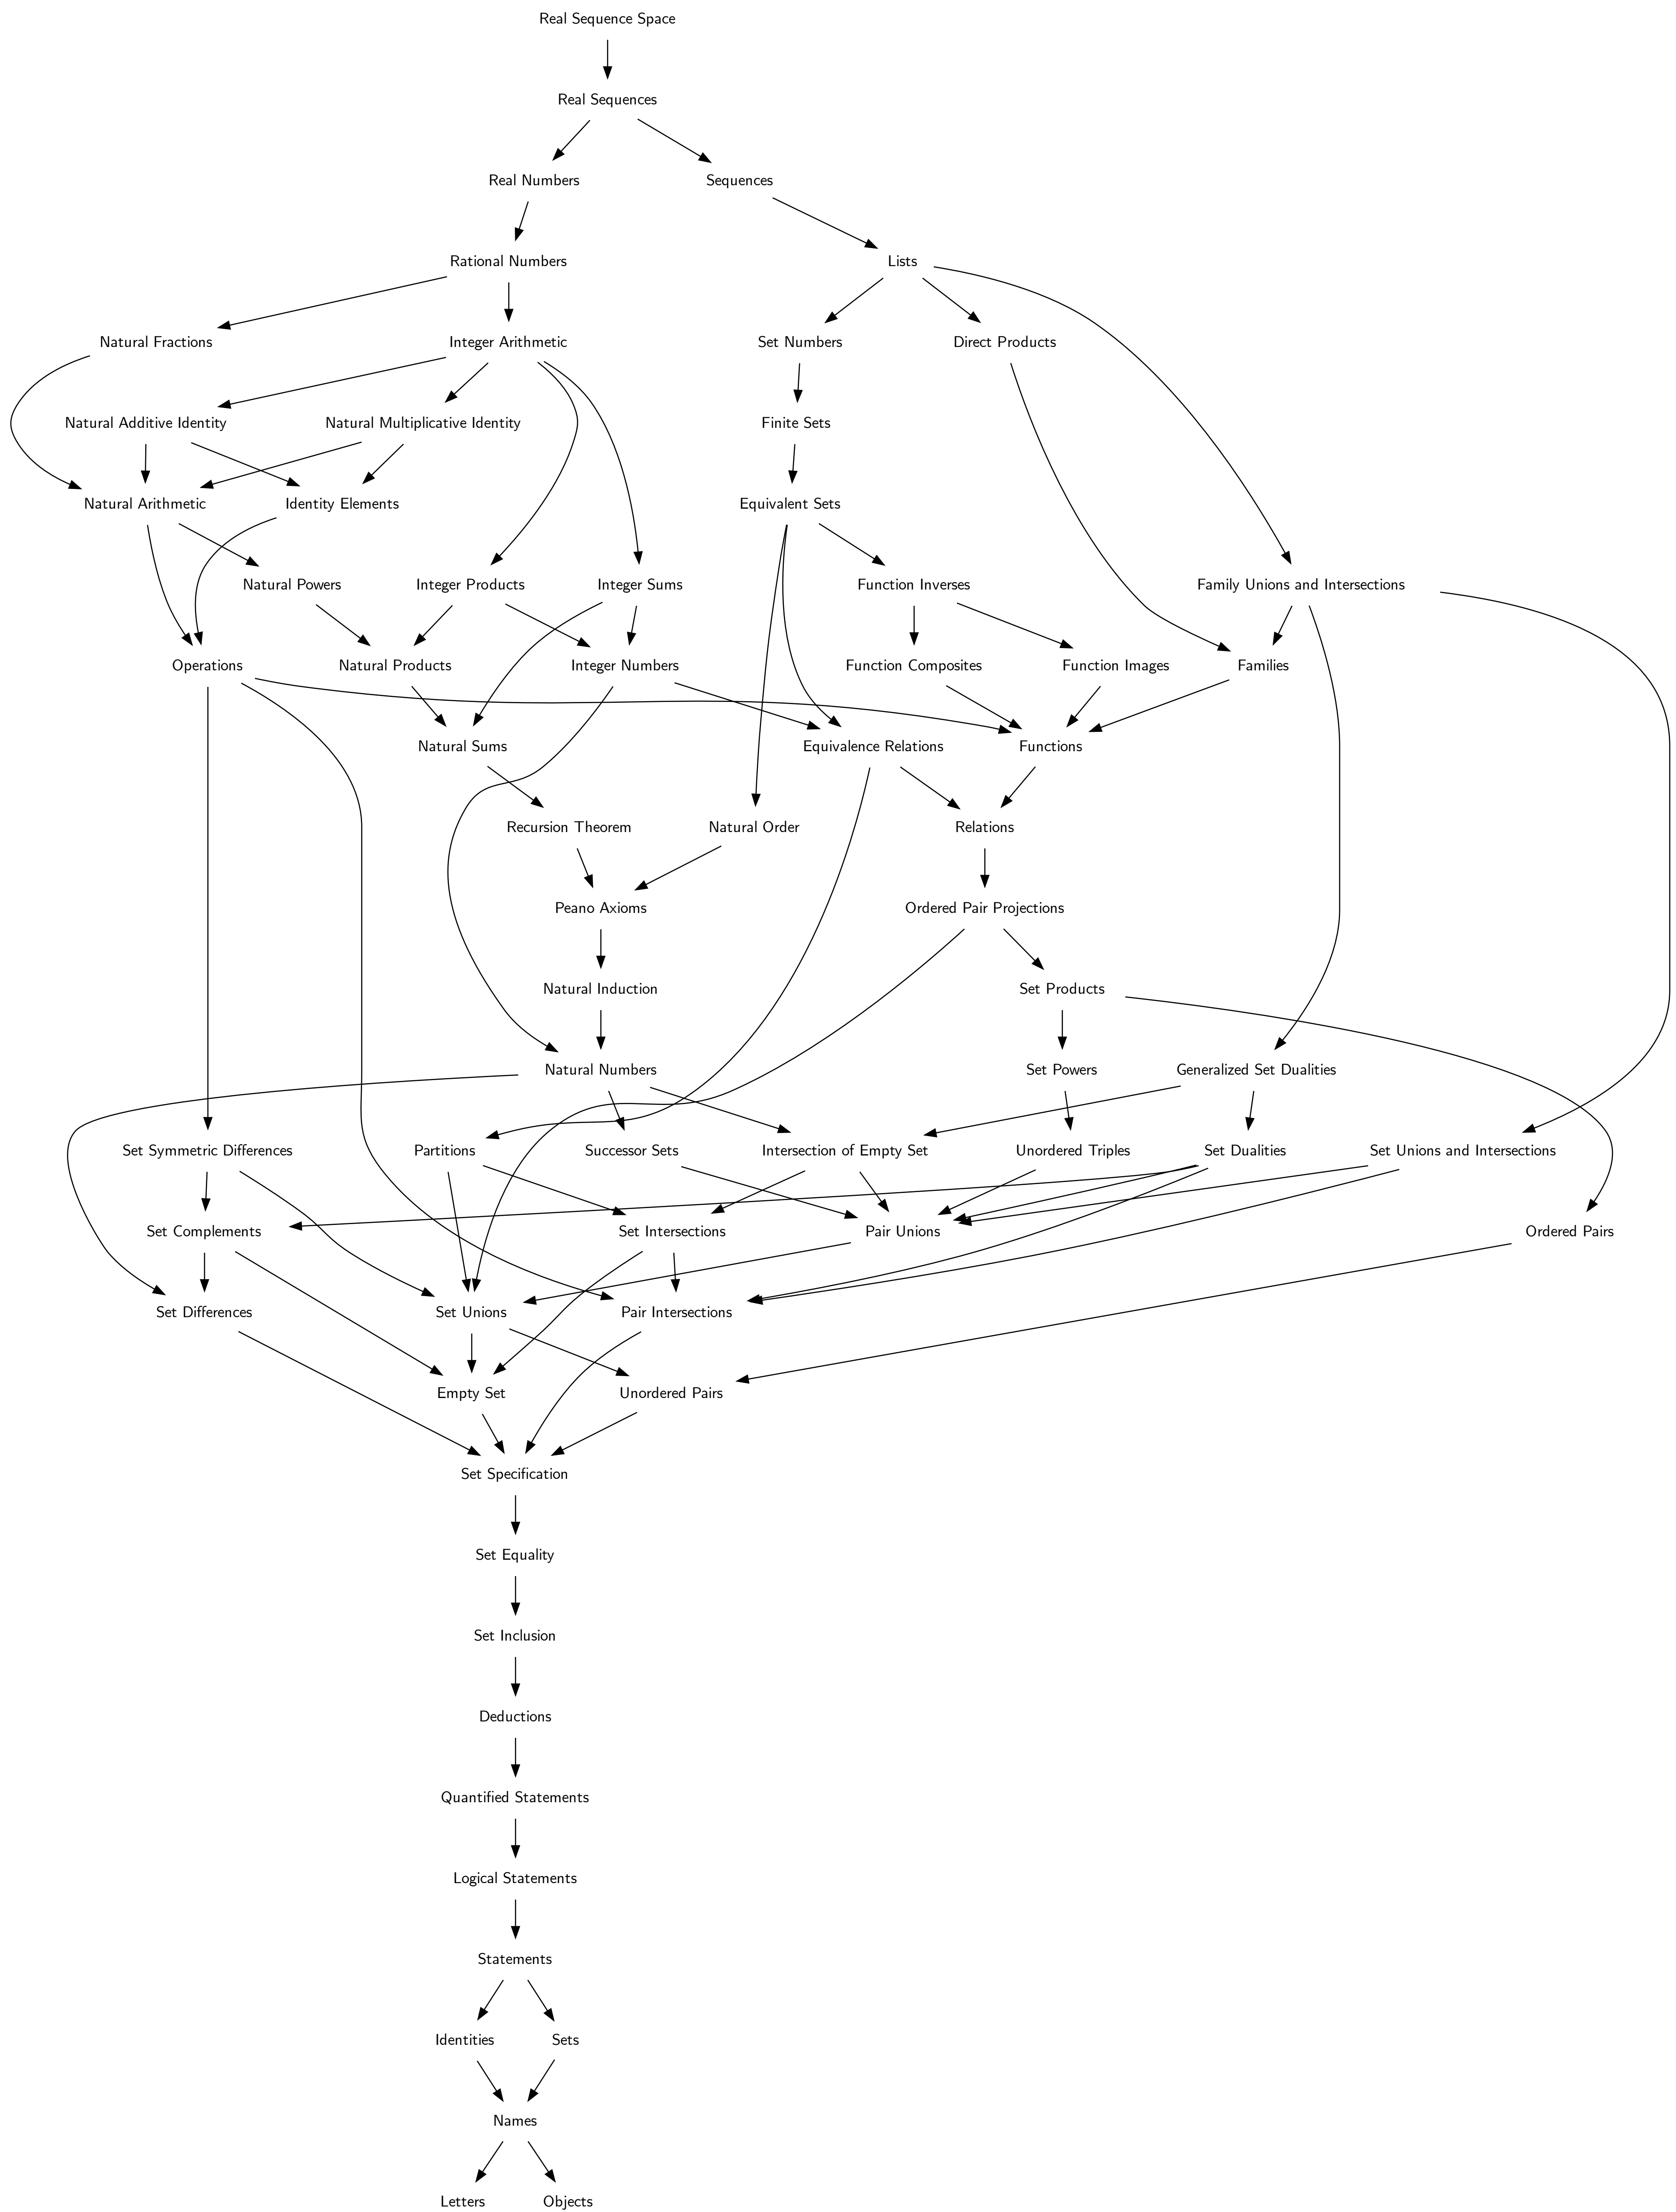 Real Sequence Space
Real Sequences
Real Numbers
Sequences
Rational Numbers
Lists
Natural Fractions
Integer Arithmetic
Set Numbers
Direct Products
Natural Additive Identity
Natural Multiplicative Identity
Finite Sets
Natural Arithmetic
Identity Elements
Equivalent Sets
Natural Powers
Integer Products
Integer Sums
Function Inverses
Family Unions and Intersections
Operations
Natural Products
Integer Numbers
Function Composites
Function Images
Families
Natural Sums
Equivalence Relations
Functions
Recursion Theorem
Natural Order
Relations
Peano Axioms
Ordered Pair Projections
Natural Induction
Set Products
Natural Numbers
Set Powers
Generalized Set Dualities
Set Symmetric Differences
Partitions
Successor Sets
Intersection of Empty Set
Unordered Triples
Set Dualities
Set Unions and Intersections
Set Complements
Set Intersections
Pair Unions
Ordered Pairs
Set Differences
Set Unions
Pair Intersections
Empty Set
Unordered Pairs
Set Specification
Set Equality
Set Inclusion
Deductions
Quantified Statements
Logical Statements
Statements
Identities
Sets
Names
Letters
Objects